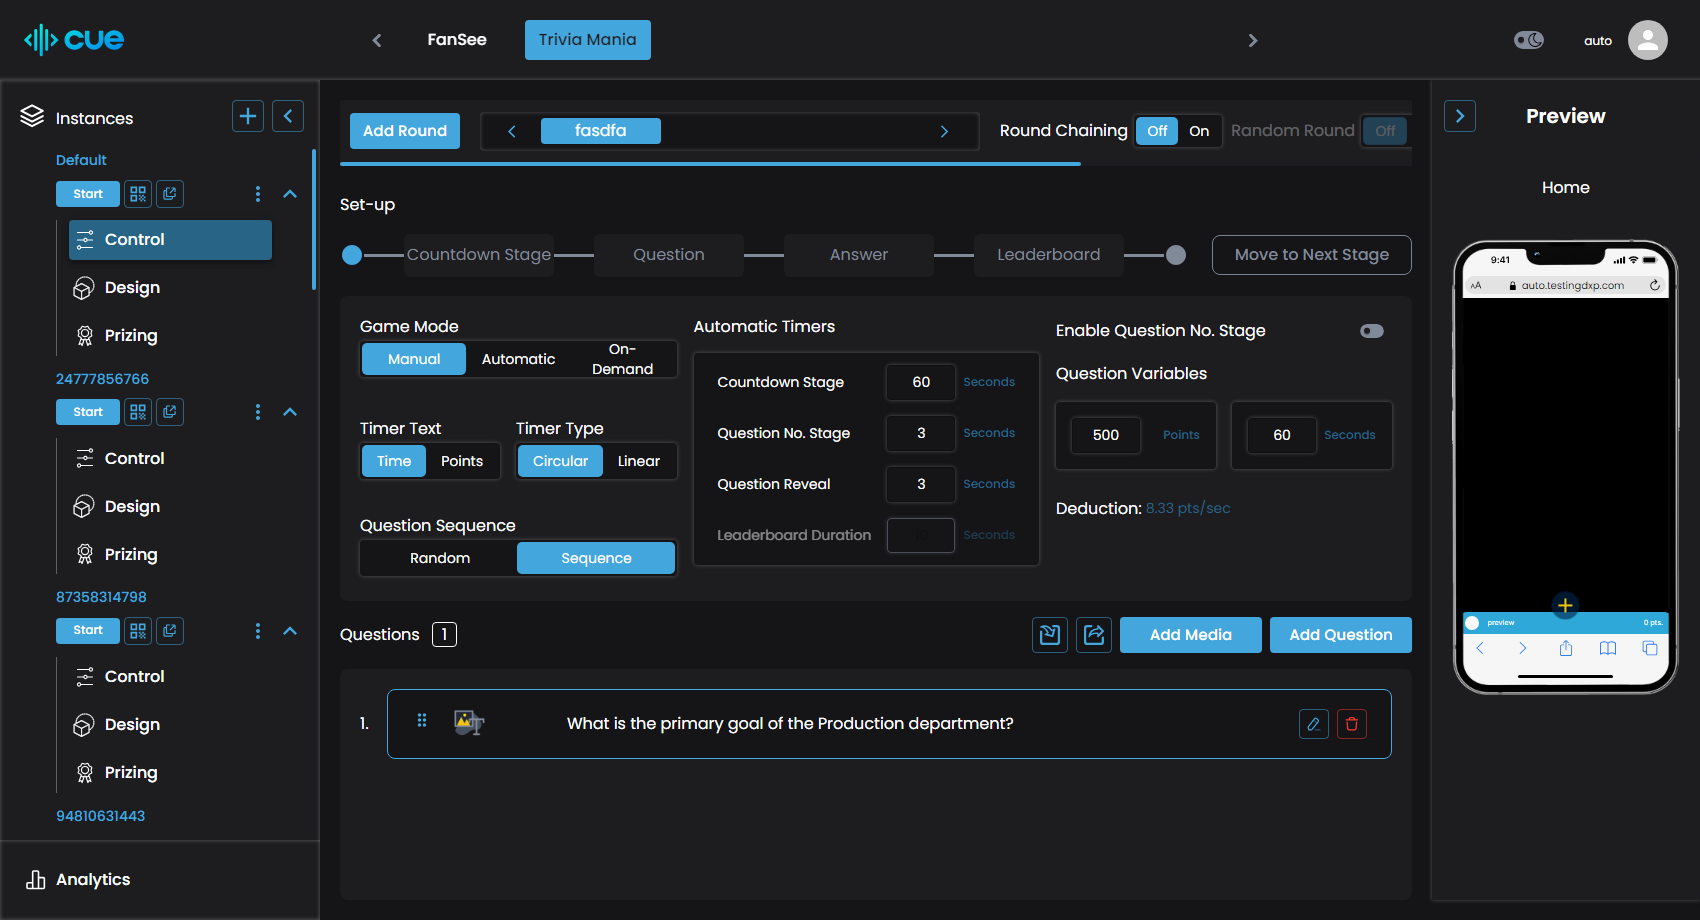 cue
FanSee
Trivia Mania
auto
Instances
Default
Start
Control
Design
Prizing
24777856766
Start
Control
Design
Prizing
87358314798
Start
Control
Design
Prizing
94810631443
Analytics
Add Round
fasdfa
Round Chaining
Off
On
Random Round
Off
Set-up
Countdown Stage
Question
Answer
Leaderboard
Move to Next Stage
Game Mode
Manual
Automatic
On-
Demand
Timer Text
Time
Points
Timer Type
Circular
Linear
Question Sequence
Random
Sequence
Automatic Timers
Countdown Stage
60
Seconds
Question No. Stage
3
Seconds
Question Reveal
3
Seconds
Leaderboard Duration
Seconds
Enable Question No. Stage
Question Variables
500
Points
60
Seconds
Deduction: 8.33 pts/sec
Questions
1
Add Media
Add Question
1.
What is the primary goal of the Production department?
Preview
Home
9:41
AA
auto.testingdxp.com
preview
0 pts.